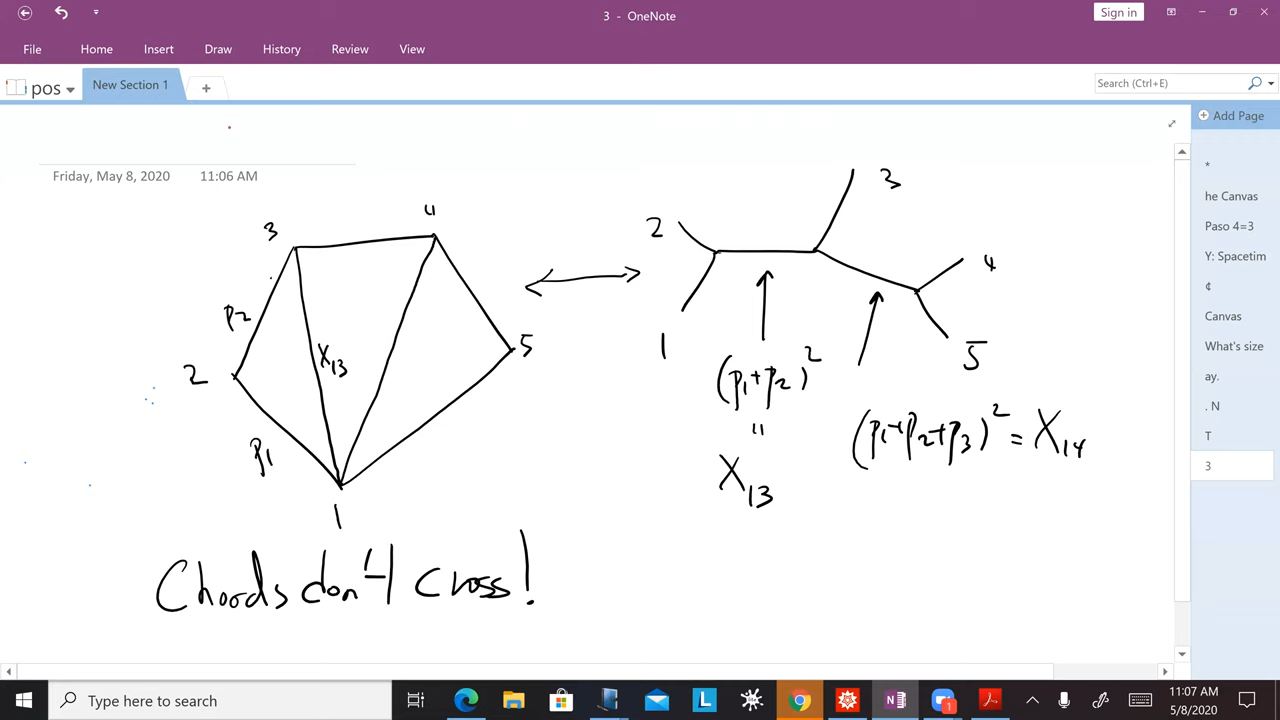 3 - OneNote
Sign in
File Home Insert Draw History Review View
pos
New Section 1
+
Search (Ctrl+E)
Add Page
Friday, May 8, 2020 11:06 AM
*
he Canvas
Paso 4=3
Y: Spacetim
¢
Canvas
What's size
ay.
. N
T
3
3 4
2 5
1
p2
p1
X13
2 3
1 4
5
(p1+p2)²
"
X13
(p1+p2+p3)² = X14
Chords don't cross!
Type here to search
11:07 AM
5/8/2020